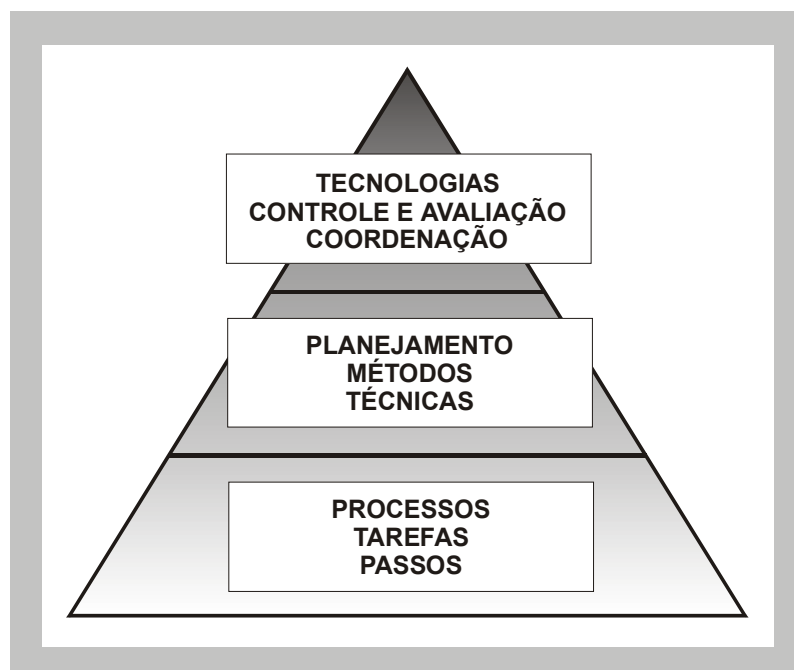 TECNOLOGIAS
CONTROLE E AVALIAÇÃO
COORDENAÇÃO
PLANEJAMENTO
MÉTODOS
TÉCNICAS
PROCESSOS
TAREFAS
PASSOS